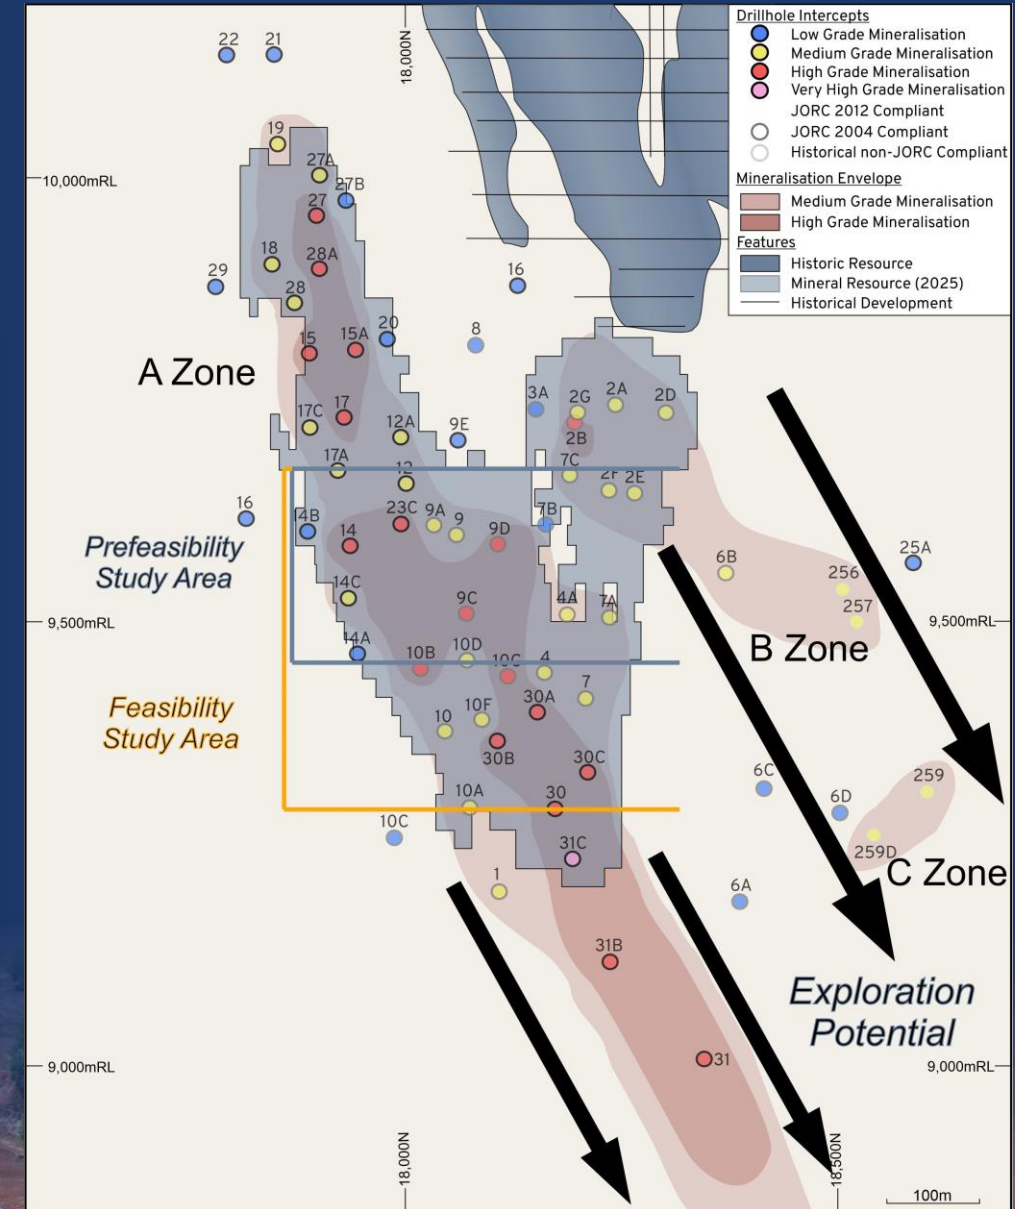 Drillhole Intercepts
Low Grade Mineralisation
Medium Grade Mineralisation
High Grade Mineralisation
Very High Grade Mineralisation
JORC 2012 Compliant
JORC 2004 Compliant
Historical non-JORC Compliant
Mineralisation Envelope
Medium Grade Mineralisation
High Grade Mineralisation
Features
Historic Resource
Mineral Resource (2025)
Historical Development
18,000N
22
21
19
27A
10,000mRL
27B
27
18
28A
29
28
16
20
15
15A
8
A Zone
3A
2G
2A
2D
17C
17
12A
9E
2B
17A
12
7C
2F
2E
16
14B
14
23C
9A
9
9D
7B
Prefeasibility
Study Area
6B
25A
256
257
14C
9C
4A
7A
9,500mRL
9,500mRL
B Zone
14A
10B
10D
10C
4
7
Feasibility
Study Area
10
10F
30A
30B
30C
6C
6D
259
10A
30
10C
31C
259D
C Zone
1
6A
31B
Exploration
Potential
31
9,000mRL
9,000mRL
18,000N
18,500N
100m